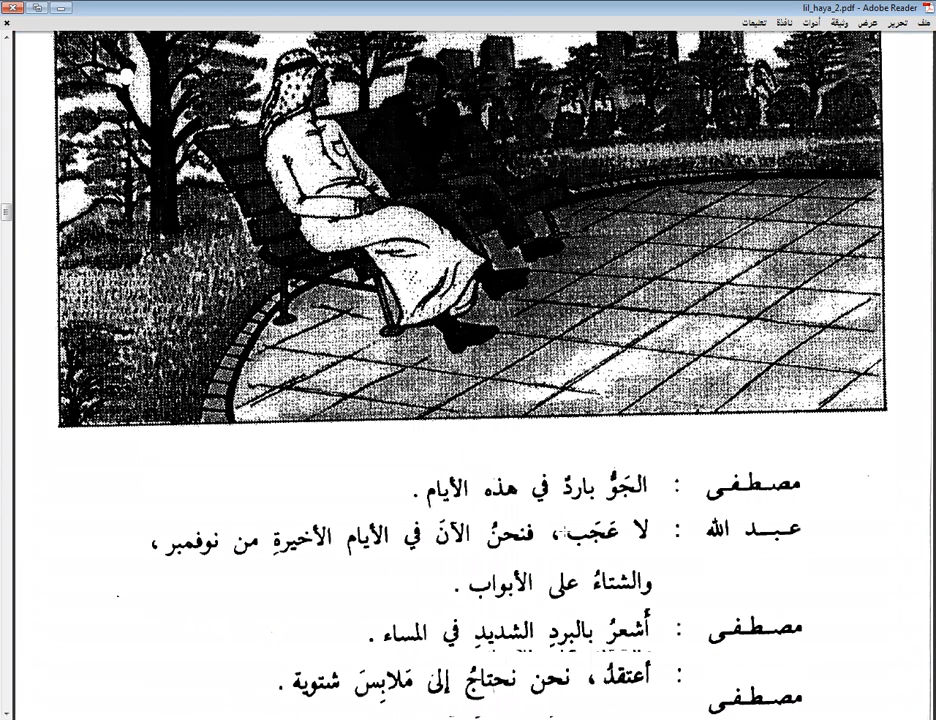 lil_haya_2.pdf - Adobe Reader
ملف تحرير عرض وثيقة أدوات نافذة تعليمات
مصطفى : الجَوُّ باردٌ في هذه الأيام .
عبد الله : لا عَجَب ، فنحنُ الآنَ في الأيام الأخيرةِ من نوفمبر ،
والشتاءُ على الأبواب .
مصطفى : أَشعرُ بالبردِ الشديدِ في المساء .
: أعتقدُ ، نحن نحتاجُ إلى مَلابِسَ شتوية .
مصطفى